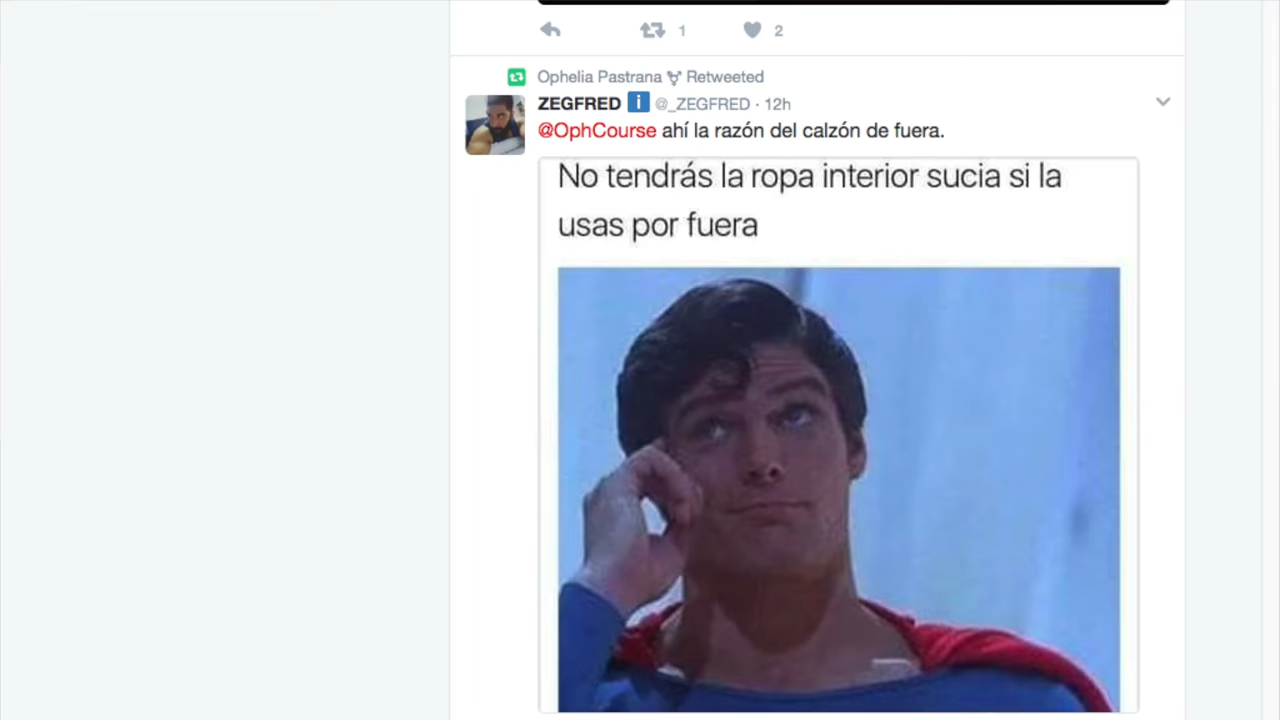 1 2
Ophelia Pastrana ⚧ Retweeted
ZEGFRED ℹ️ @_ZEGFRED · 12h
@OphCourse ahí la razón del calzón de fuera.
No tendrás la ropa interior sucia si la
usas por fuera